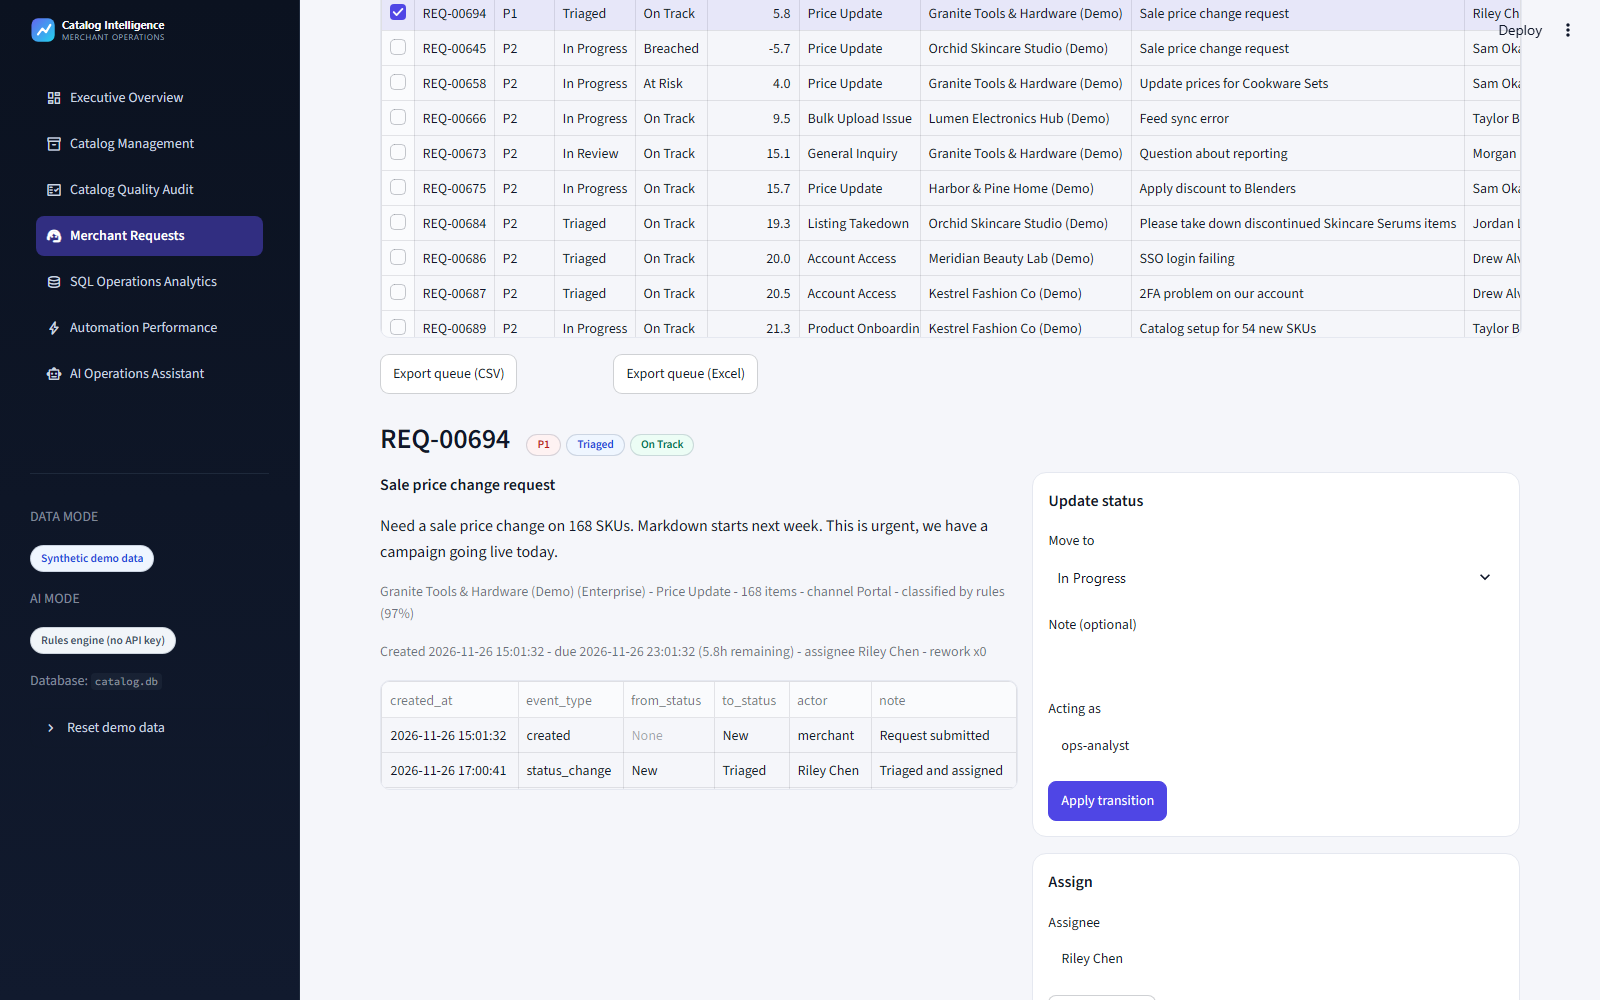 Catalog Intelligence
MERCHANT OPERATIONS
Executive Overview
Catalog Management
Catalog Quality Audit
Merchant Requests
SQL Operations Analytics
Automation Performance
AI Operations Assistant
DATA MODE
Synthetic demo data
AI MODE
Rules engine (no API key)
Database: catalog.db
Reset demo data
Deploy
REQ-00694 P1 Triaged On Track 5.8 Price Update Granite Tools & Hardware (Demo) Sale price change request Riley Ch
REQ-00645 P2 In Progress Breached -5.7 Price Update Orchid Skincare Studio (Demo) Sale price change request Sam Oka
REQ-00658 P2 In Progress At Risk 4.0 Price Update Granite Tools & Hardware (Demo) Update prices for Cookware Sets Sam Oka
REQ-00666 P2 In Progress On Track 9.5 Bulk Upload Issue Lumen Electronics Hub (Demo) Feed sync error Taylor B
REQ-00673 P2 In Review On Track 15.1 General Inquiry Granite Tools & Hardware (Demo) Question about reporting Morgan
REQ-00675 P2 In Progress On Track 15.7 Price Update Harbor & Pine Home (Demo) Apply discount to Blenders Sam Oka
REQ-00684 P2 Triaged On Track 19.3 Listing Takedown Orchid Skincare Studio (Demo) Please take down discontinued Skincare Serums items Jordan L
REQ-00686 P2 Triaged On Track 20.0 Account Access Meridian Beauty Lab (Demo) SSO login failing Drew Alv
REQ-00687 P2 Triaged On Track 20.5 Account Access Kestrel Fashion Co (Demo) 2FA problem on our account Drew Alv
REQ-00689 P2 In Progress On Track 21.3 Product Onboardin Kestrel Fashion Co (Demo) Catalog setup for 54 new SKUs Taylor B
Export queue (CSV)
Export queue (Excel)
REQ-00694 P1 Triaged On Track
Sale price change request
Need a sale price change on 168 SKUs. Markdown starts next week. This is urgent, we have a
campaign going live today.
Granite Tools & Hardware (Demo) (Enterprise) - Price Update - 168 items - channel Portal - classified by rules
(97%)
Created 2026-11-26 15:01:32 - due 2026-11-26 23:01:32 (5.8h remaining) - assignee Riley Chen - rework x0
created_at event_type from_status to_status actor note
2026-11-26 15:01:32 created None New merchant Request submitted
2026-11-26 17:00:41 status_change New Triaged Riley Chen Triaged and assigned
Update status
Move to
In Progress
Note (optional)
Acting as
ops-analyst
Apply transition
Assign
Assignee
Riley Chen